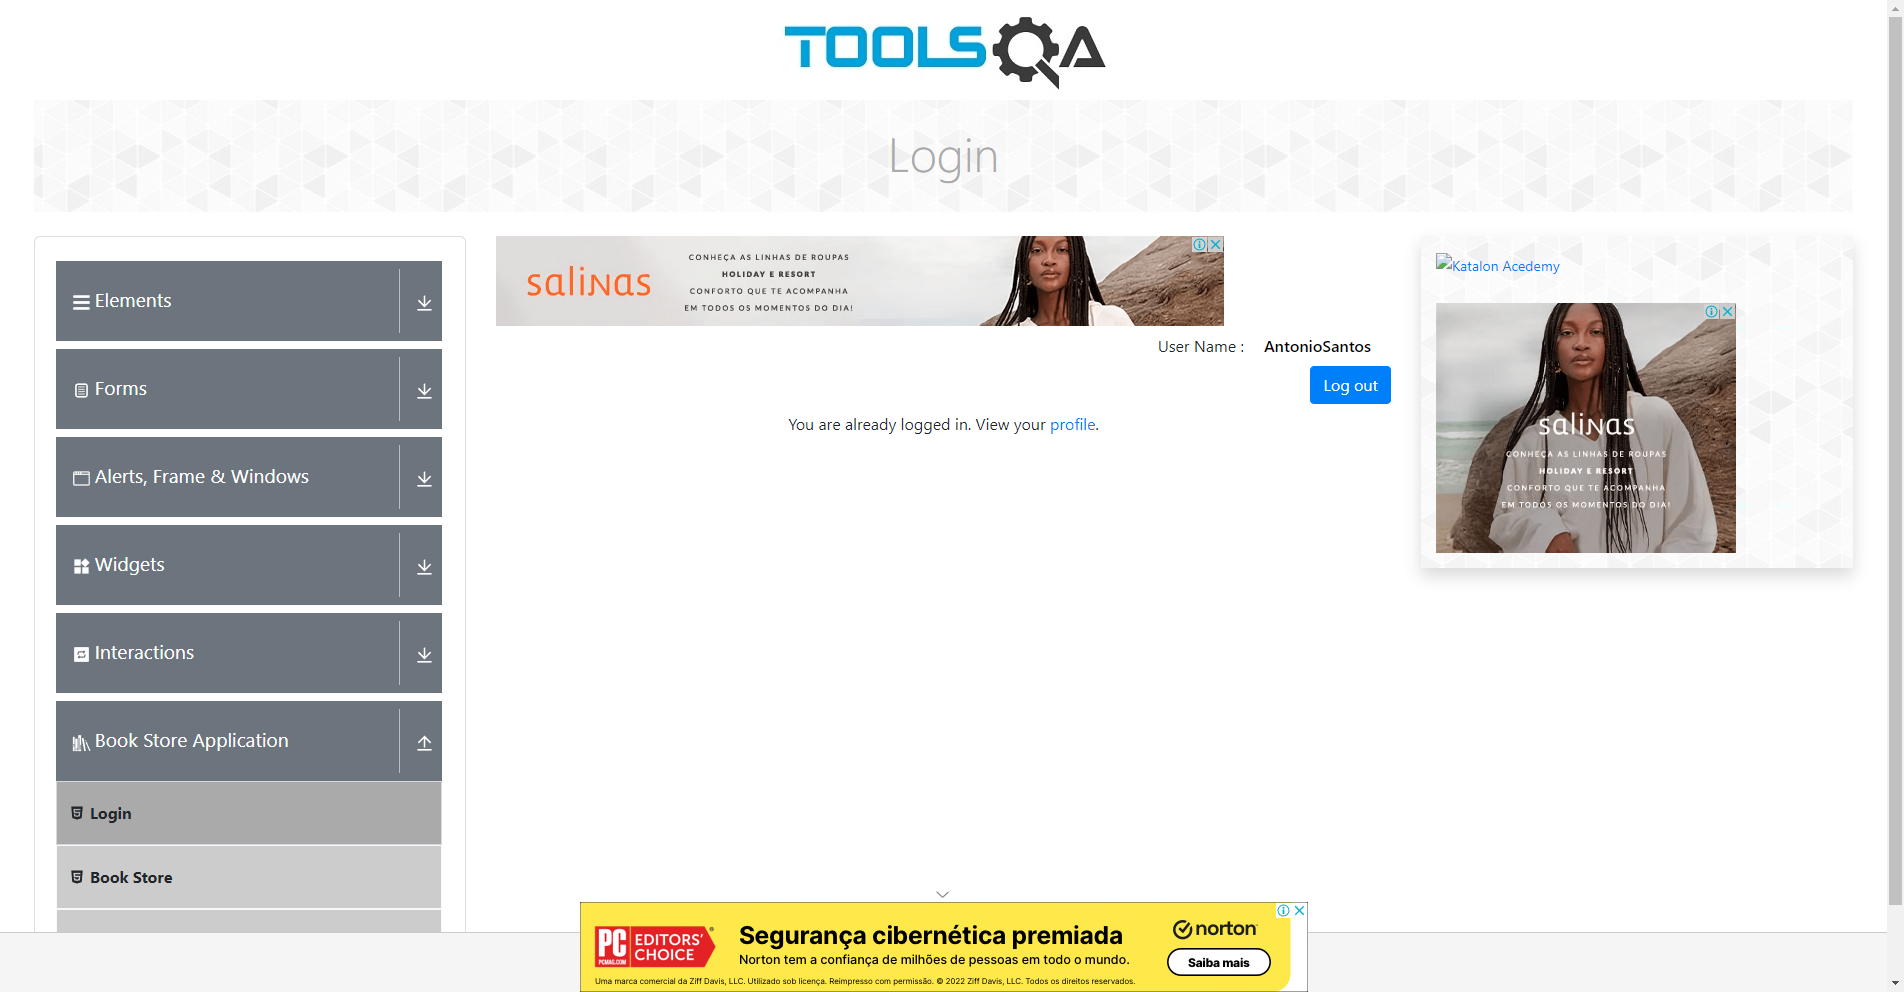 TOOLSQA
Login
Elements
Forms
Alerts, Frame & Windows
Widgets
Interactions
Book Store Application
Login
Book Store
salinas
CONHEÇA AS LINHAS DE ROUPAS
HOLIDAY E RESORT
CONFORTO QUE TE ACOMPANHA
EM TODOS OS MOMENTOS DO DIA!
User Name : AntonioSantos
Log out
You are already logged in. View your profile.
Katalon Acedemy
salinas
CONHEÇA AS LINHAS DE ROUPAS
HOLIDAY E RESORT
CONFORTO QUE TE ACOMPANHA
EM TODOS OS MOMENTOS DO DIA!
PC
PCMAG.COM
EDITORS'
CHOICE
Segurança cibernética premiada
Norton tem a confiança de milhões de pessoas em todo o mundo.
Uma marca comercial da Ziff Davis, LLC. Utilizado sob licença. Reimpresso com permissão. © 2022 Ziff Davis, LLC. Todos os direitos reservados.
norton
Saiba mais